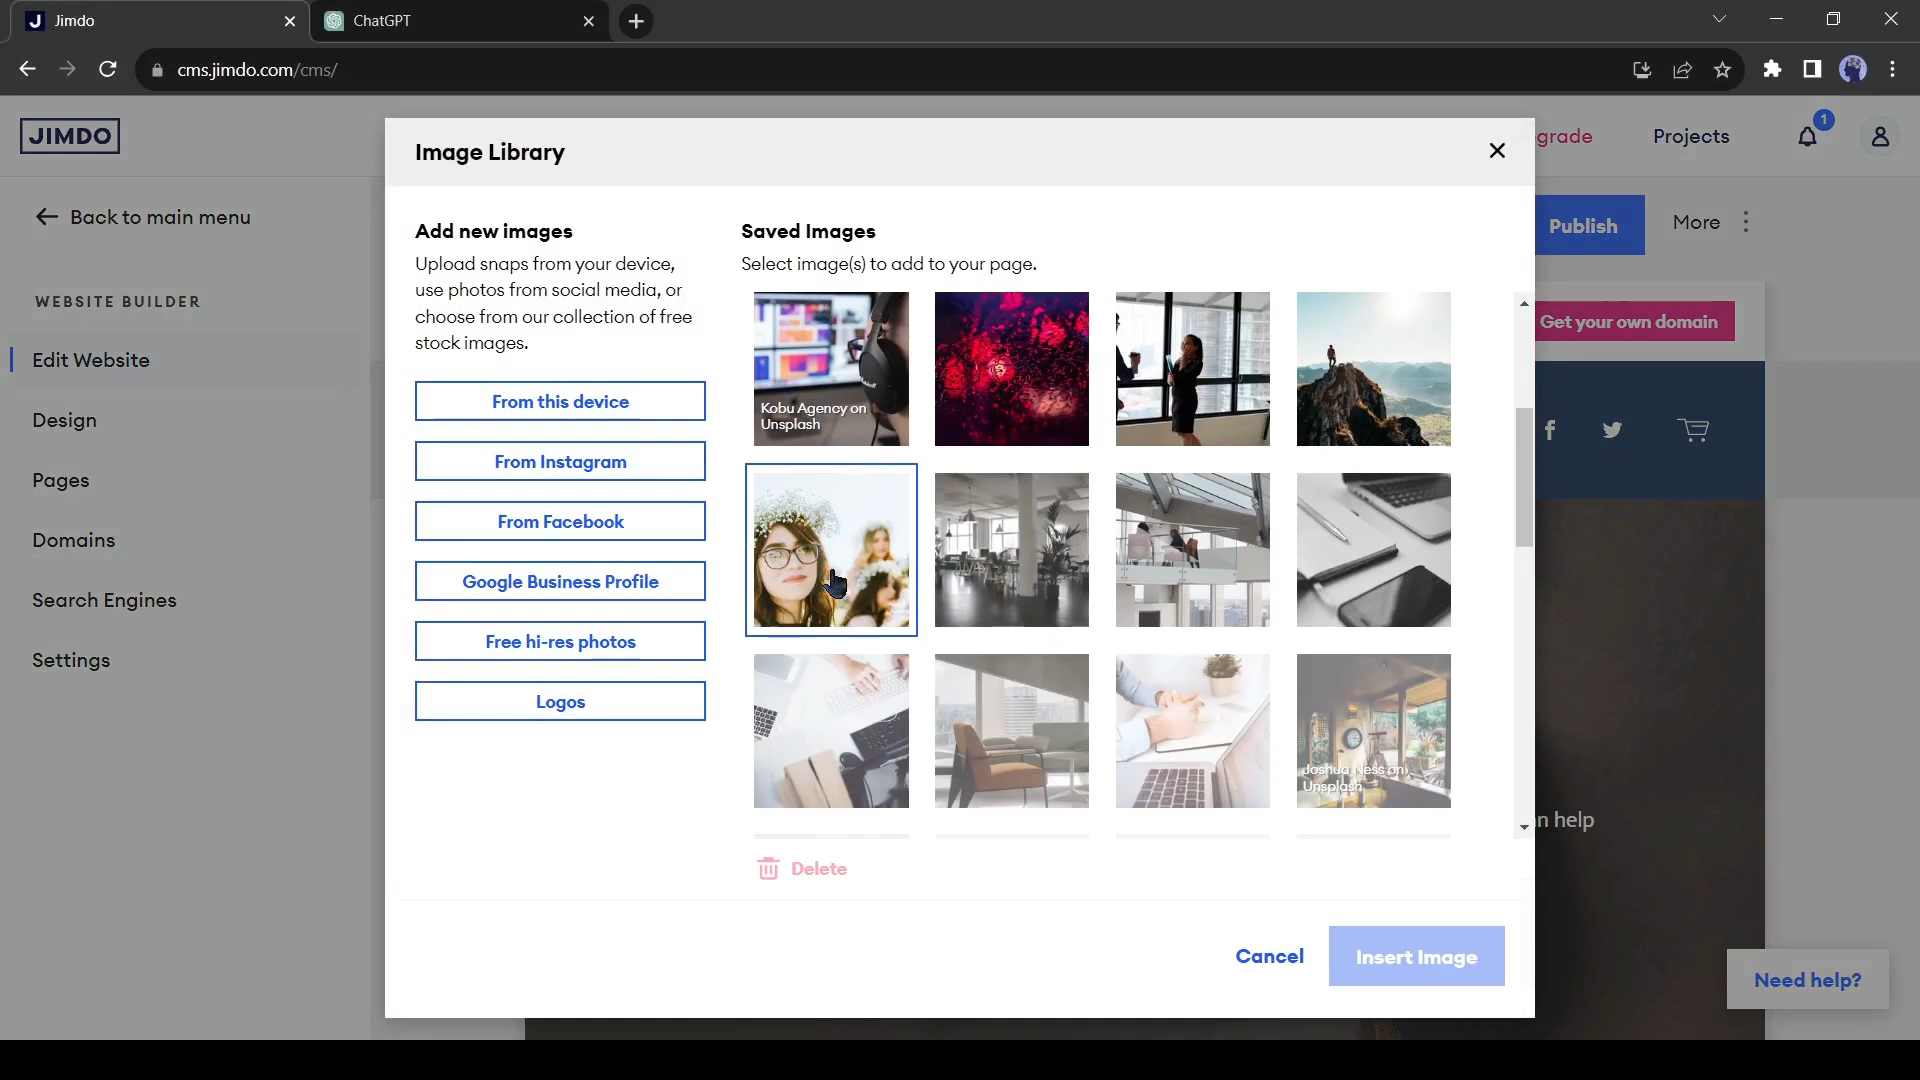 Jimdo
ChatGPT
cms.jimdo.com/cms/
JIMDO
grade
Projects
1
Back to main menu
WEBSITE BUILDER
Edit Website
Design
Pages
Domains
Search Engines
Settings
Image Library
Add new images
Upload snaps from your device,
use photos from social media, or
choose from our collection of free
stock images.
From this device
From Instagram
From Facebook
Google Business Profile
Free hi-res photos
Logos
Saved Images
Select image(s) to add to your page.
Kobu Agency on
Unsplash
Joshua Ness on
Unsplash
Delete
Cancel
Insert Image
Publish
More
Get your own domain
n help
Need help?